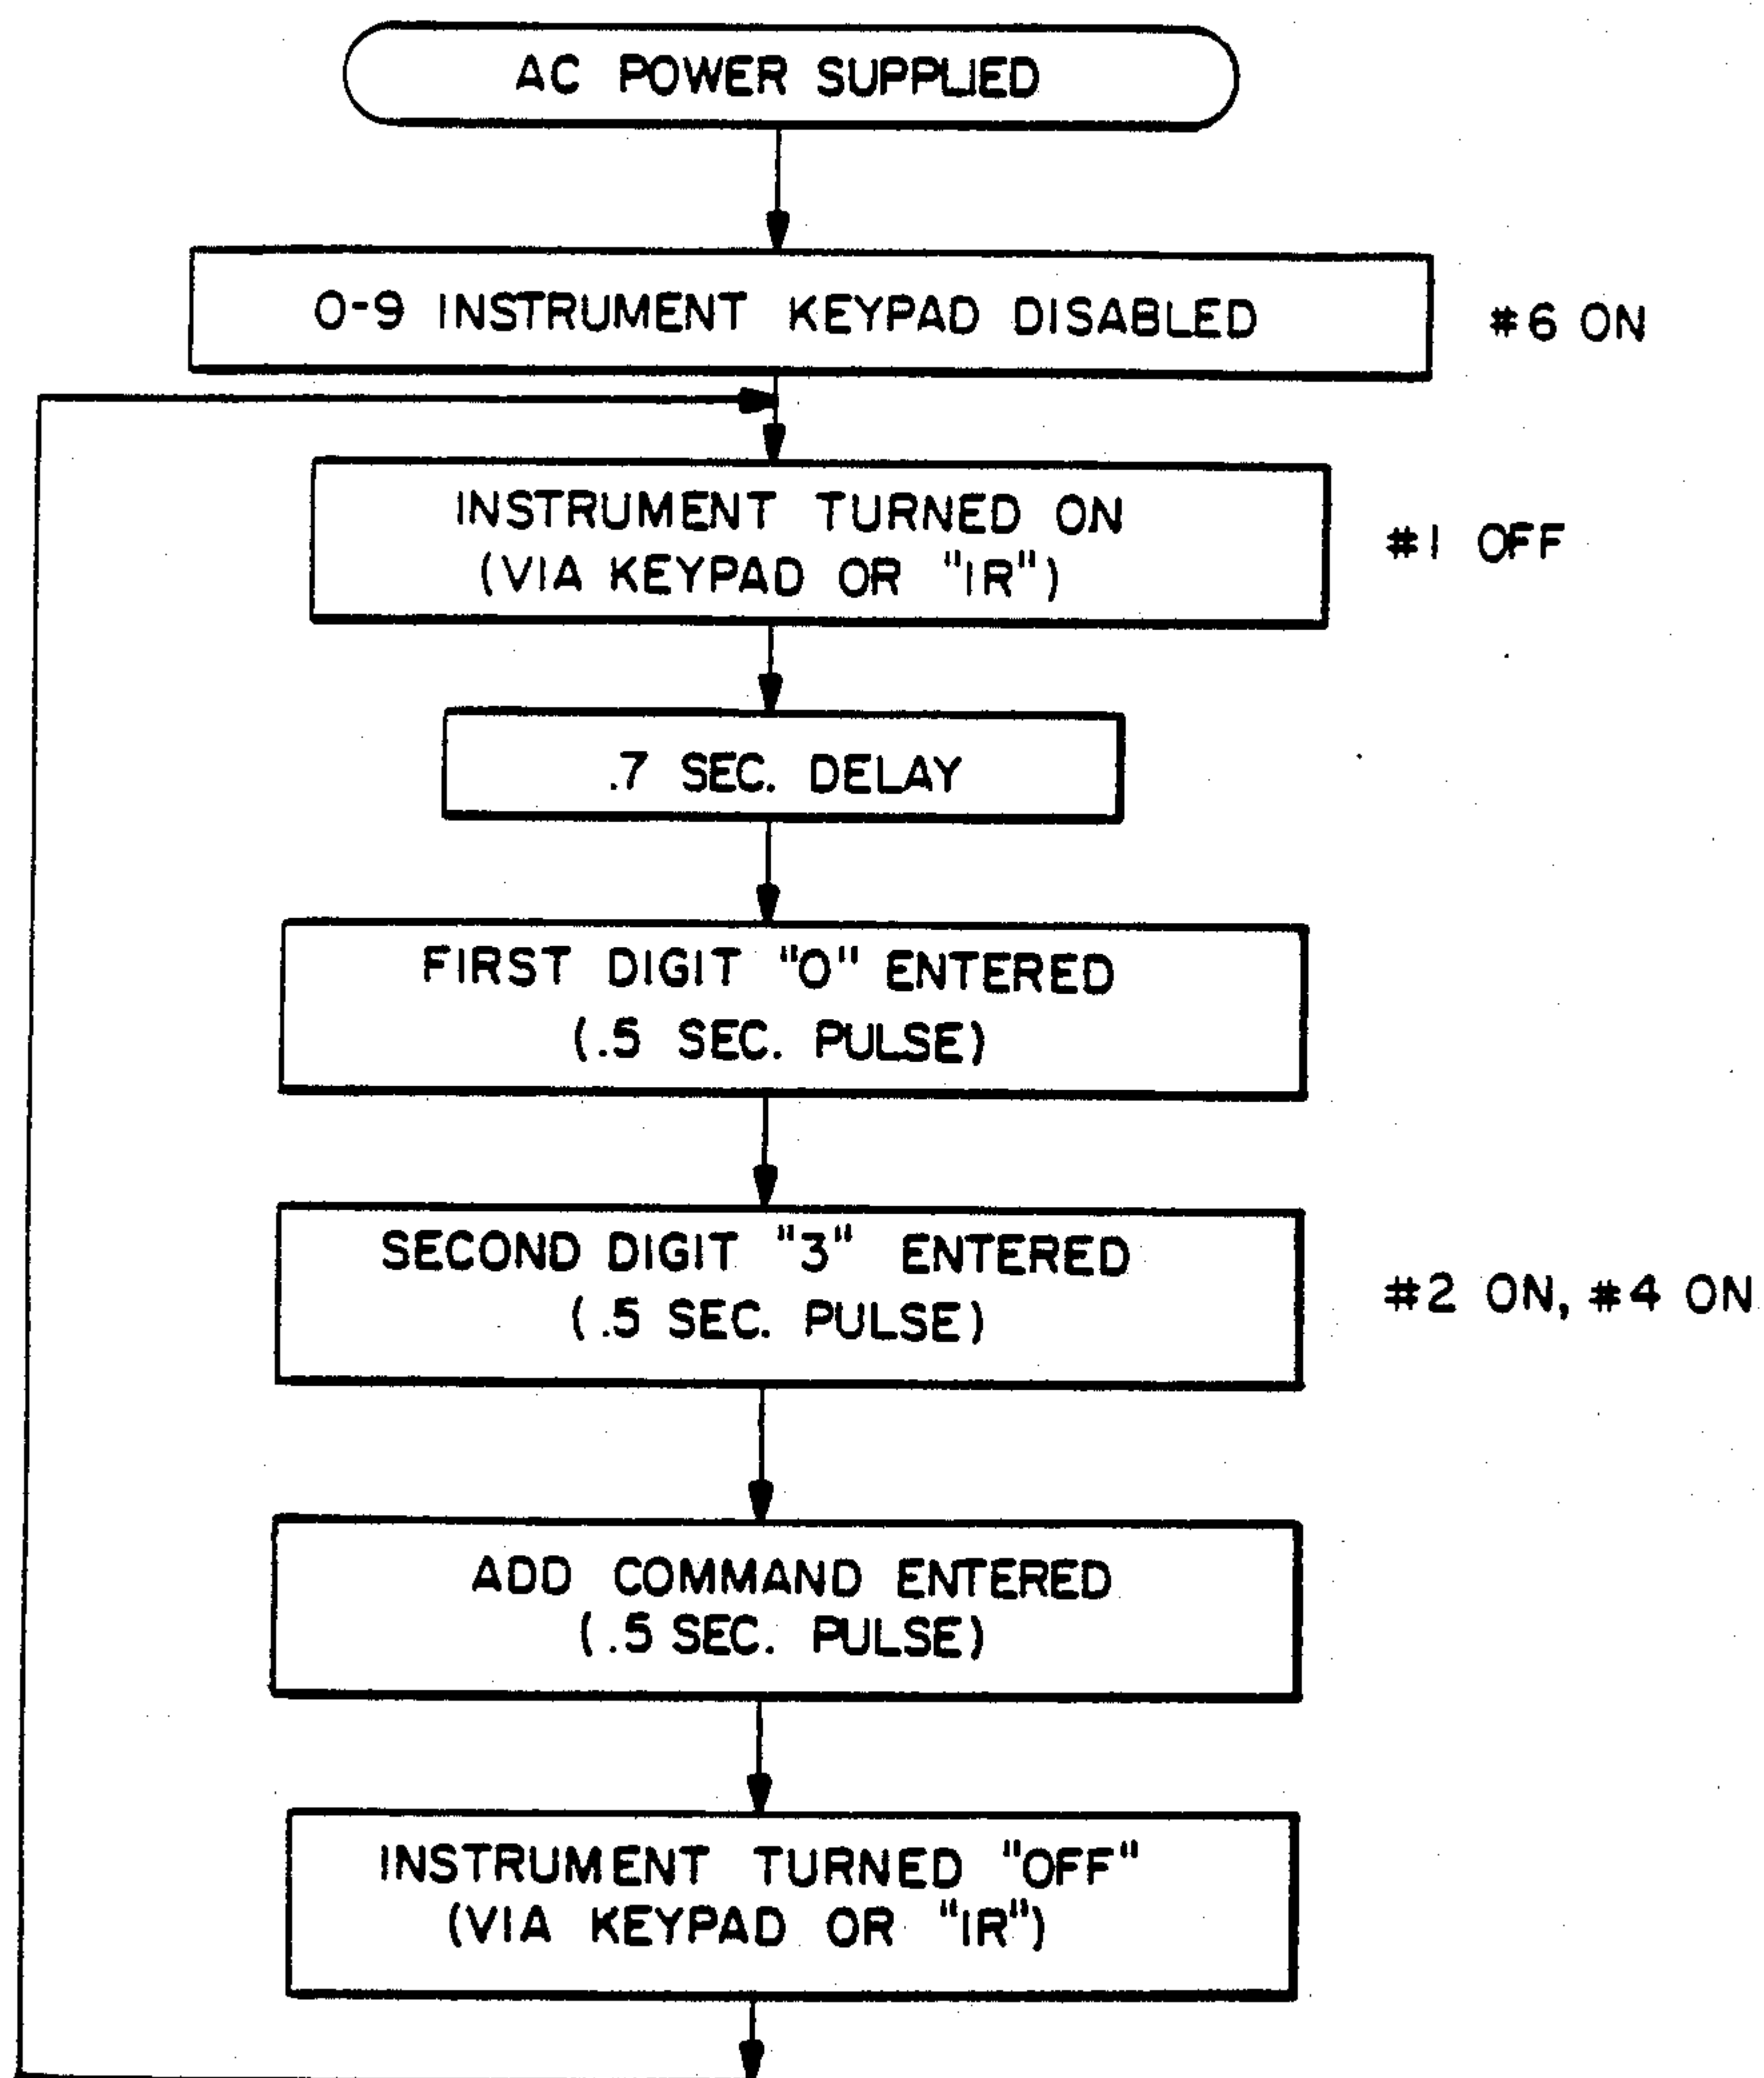 AC POWER SUPPLIED
0-9 INSTRUMENT KEYPAD DISABLED
#6 ON
INSTRUMENT TURNED ON
(VIA KEYPAD OR "IR")
#1 OFF
.7 SEC. DELAY
FIRST DIGIT "0" ENTERED
(.5 SEC. PULSE)
SECOND DIGIT "3" ENTERED
(.5 SEC. PULSE)
#2 ON, #4 ON
ADD COMMAND ENTERED
(.5 SEC. PULSE)
INSTRUMENT TURNED "OFF"
(VIA KEYPAD OR "IR")